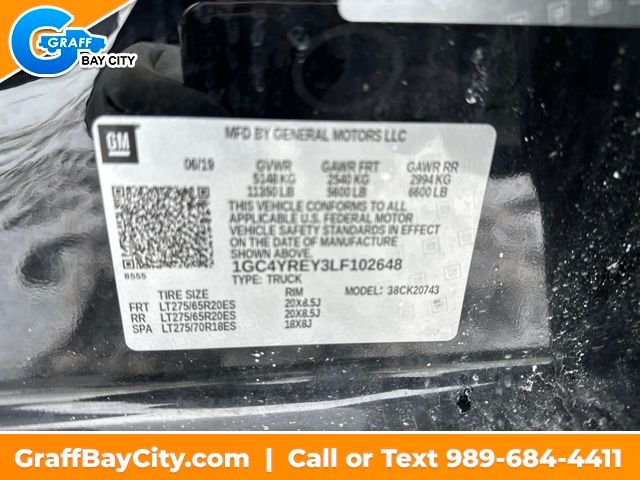 GRAFF
BAY CITY
GM
MFD BY GENERAL MOTORS LLC
06/19 GVWR GAWR FRT GAWR RR
5148 KG 2540 KG 2994 KG
11350 LB 5600 LB 6600 LB
THIS VEHICLE CONFORMS TO ALL
APPLICABLE U.S. FEDERAL MOTOR
VEHICLE SAFETY STANDARDS IN
EFFECT ON THE DATE OF MANUFACTURE
SHOWN ABOVE.
8555 1GC4YREY3LF102648
TYPE: TRUCK MODEL: 38CK20743
TIRE SIZE RIM
FRT LT275/65R20ES 20X8.5J
RR LT275/65R20ES 20X8.5J
SPA LT275/70R18ES 18X8J
GraffBayCity.com | Call or Text 989-684-4411